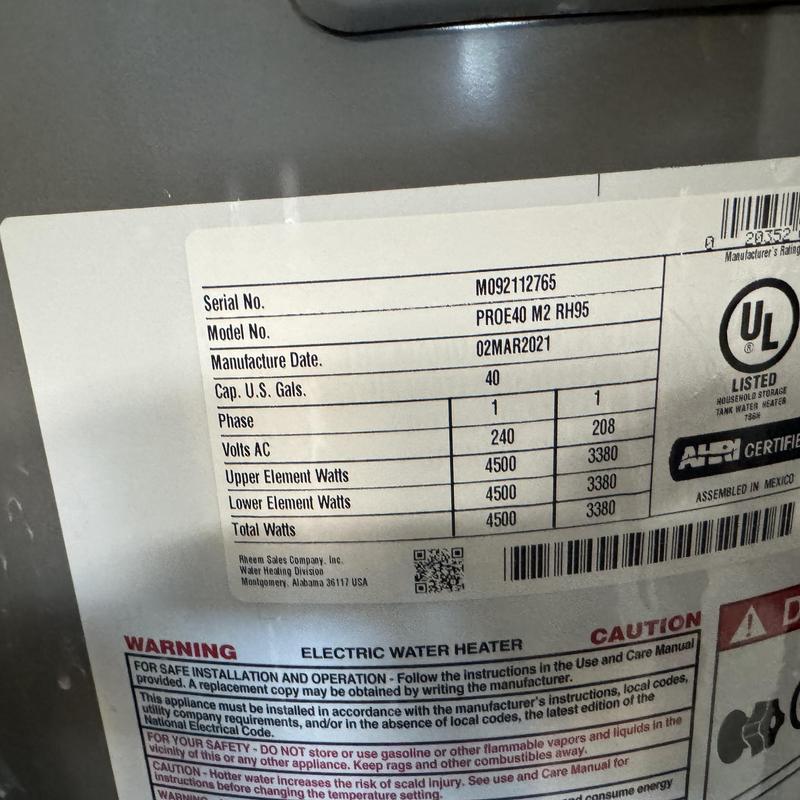 0 20352
Manufacturer's Rating
Serial No. M092112765
Model No. PROE40 M2 RH95
Manufacture Date. 02MAR2021
Cap. U.S. Gals. 40
Phase 1 1
Volts AC 240 208
Upper Element Watts 4500 3380
Lower Element Watts 4500 3380
Total Watts 4500 3380
UL
®
LISTED
HOUSEHOLD STORAGE
TANK WATER HEATER
AHRI CERTIFIE
ASSEMBLED IN MEXICO
Rheem Sales Company, Inc.
Water Heating Division
Montgomery, Alabama 36117 USA
WARNING ELECTRIC WATER HEATER CAUTION
FOR SAFE INSTALLATION AND OPERATION - Follow the instructions in the Use and Care Manual
provided. A replacement copy may be obtained by writing the manufacturer.
This appliance must be installed in accordance with the manufacturer's instructions, local codes,
utility company requirements, and/or in the absence of local codes, the latest edition of the
National Electrical Code.
FOR YOUR SAFETY - DO NOT store or use gasoline or other flammable vapors and liquids in the
vicinity of this or any other appliance. Keep rags and other combustibles away.
CAUTION - Hotter water increases the risk of scald injury. See use and Care Manual for
instructions before changing the temperature setting.
WARNING
and consume energy
D